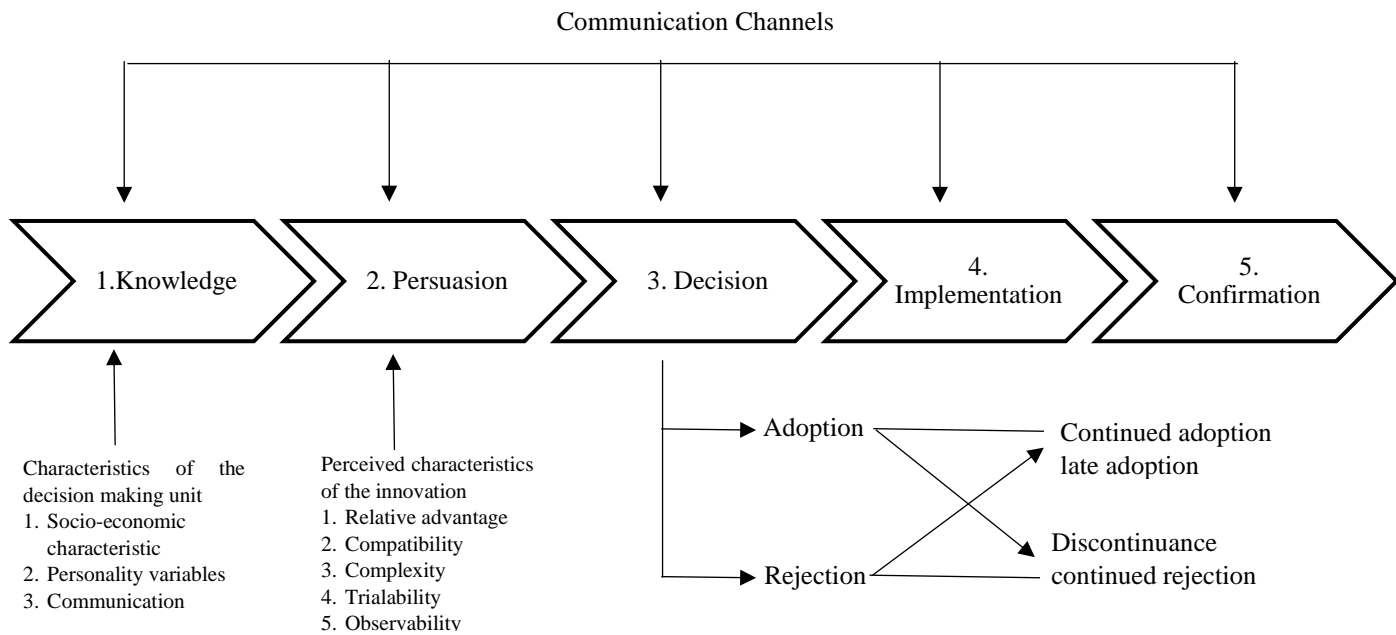 Communication Channels
1.Knowledge
2. Persuasion
3. Decision
4.
Implementation
5.
Confirmation
Characteristics of the
decision making unit
1. Socio-economic
characteristic
2. Personality variables
3. Communication
Perceived characteristics
of the innovation
1. Relative advantage
2. Compatibility
3. Complexity
4. Trialability
5. Observability
Adoption
Rejection
Continued adoption
late adoption
Discontinuance
continued rejection